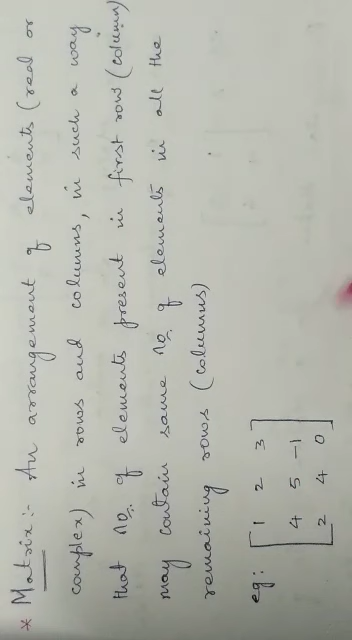 * Matrix :- An arrangement of elements (real or
complex) in rows and columns, in such a way
that no. of elements present in first row (column)
may contain same no. of elements in all the
remaining rows (columns)
eg: [ 1 2 3
4 5 -1
2 4 0 ]